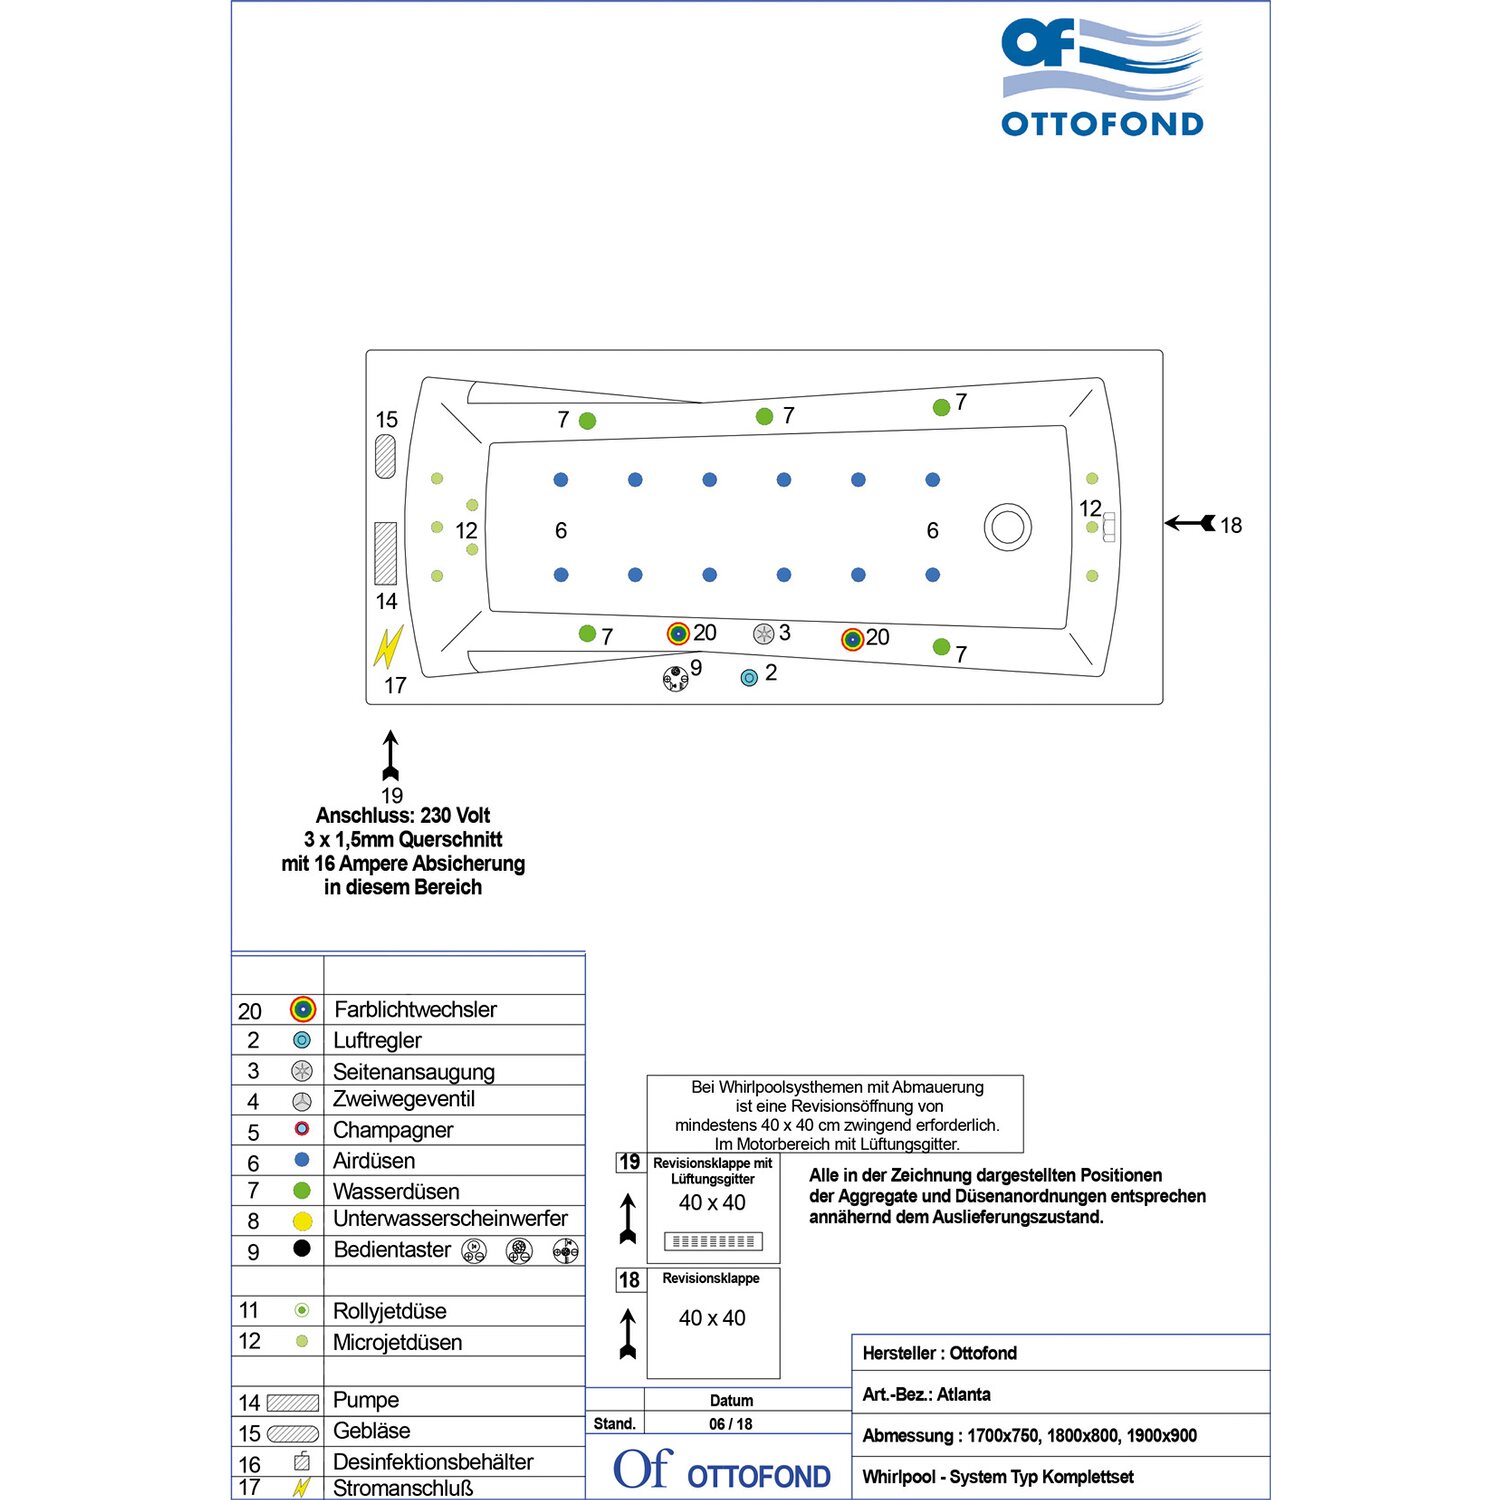 OF
OTTOFOND
7
7
7
15
12
6
6
12
18
14
17
7
20
3
20
7
9
2
19
Anschluss: 230 Volt
3 x 1,5mm Querschnitt
mit 16 Ampere Absicherung
in diesem Bereich
20 Farblichtwechsler
2 Luftregler
3 Seitenansaugung
4 Zweiwegeventil
5 Champagner
6 Airdüsen
7 Wasserdüsen
8 Unterwasserscheinwerfer
9 Bedientaster
11 Rollyjetdüse
12 Microjetdüsen
14 Pumpe
15 Gebläse
16 Desinfektionsbehälter
17 Stromanschluß
Bei Whirlpoolsysthemen mit Abmauerung
ist eine Revisionsöffnung von
mindestens 40 x 40 cm zwingend erforderlich.
Im Motorbereich mit Lüftungsgitter.
19 Revisionsklappe mit
Lüftungsgitter
40 x 40
18 Revisionsklappe
40 x 40
Alle in der Zeichnung dargestellten Positionen
der Aggregate und Düsenanordnungen entsprechen
annähernd dem Auslieferungszustand.
Datum
Stand. 06 / 18
Of OTTOFOND
Hersteller : Ottofond
Art.-Bez.: Atlanta
Abmessung : 1700x750, 1800x800, 1900x900
Whirlpool - System Typ Komplettset